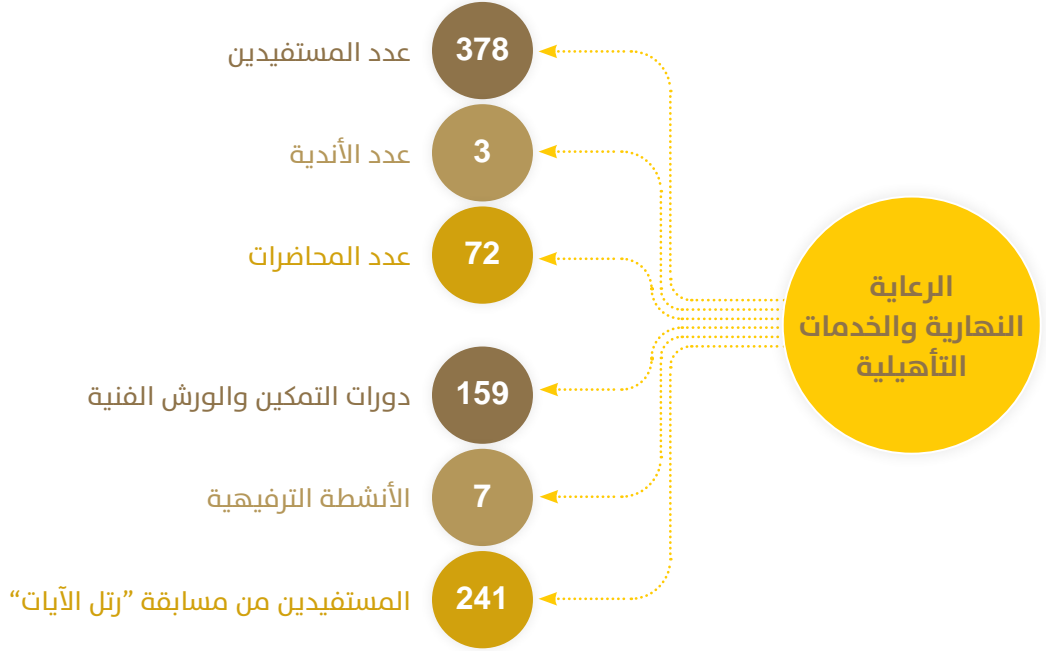 الرعاية
النهارية والخدمات
التأهيلية
378
عدد المستفيدين
3
عدد الأندية
72
عدد المحاضرات
159
دورات التمكين والورش الفنية
7
الأنشطة الترفيهية
241
المستفيدين من مسابقة ”رتل الآيات“